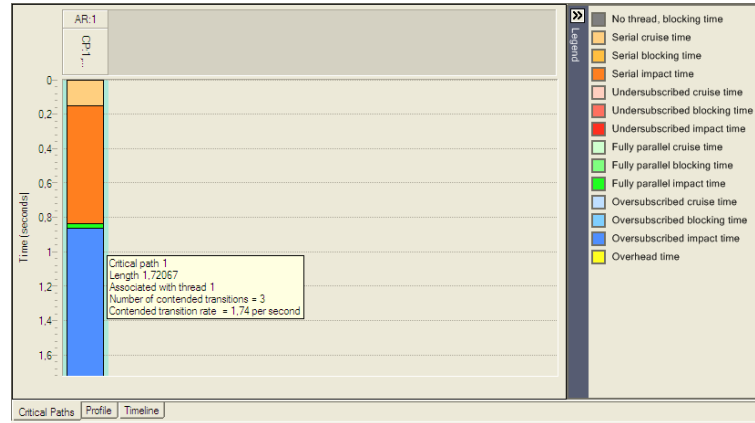 AR:1
CP:1,...
Legend
No thread, blocking time
Serial cruise time
Serial blocking time
Serial impact time
Undersubscribed cruise time
Undersubscribed blocking time
Undersubscribed impact time
Fully parallel cruise time
Fully parallel blocking time
Fully parallel impact time
Oversubscribed cruise time
Oversubscribed blocking time
Oversubscribed impact time
Overhead time
Time (seconds)
0
0,2
0,4
0,6
0,8
1
1,2
1,4
1,6
Critical path 1
Length 1,72067
Associated with thread 1
Number of contended transitions = 3
Contended transition rate = 1,74 per second
Critical Paths Profile Timeline